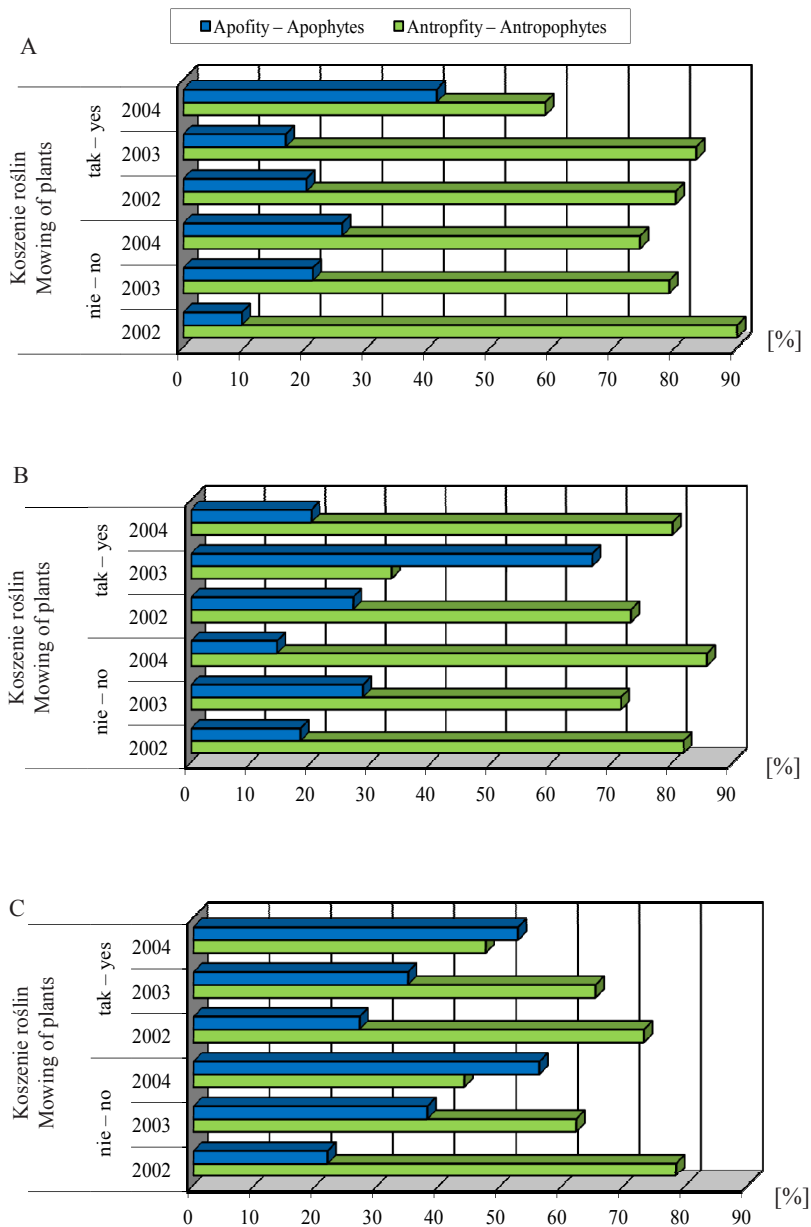 Apofity – Apophytes Antropfity – Antropophytes
A
Koszenie roślin
Mowing of plants
tak – yes
nie – no
2004
2003
2002
2004
2003
2002
[%]
0 10 20 30 40 50 60 70 80 90
B
Koszenie roślin
Mowing of plants
tak – yes
nie – no
2004
2003
2002
2004
2003
2002
[%]
0 10 20 30 40 50 60 70 80 90
C
Koszenie roślin
Mowing of plants
tak – yes
nie – no
2004
2003
2002
2004
2003
2002
[%]
0 10 20 30 40 50 60 70 80 90